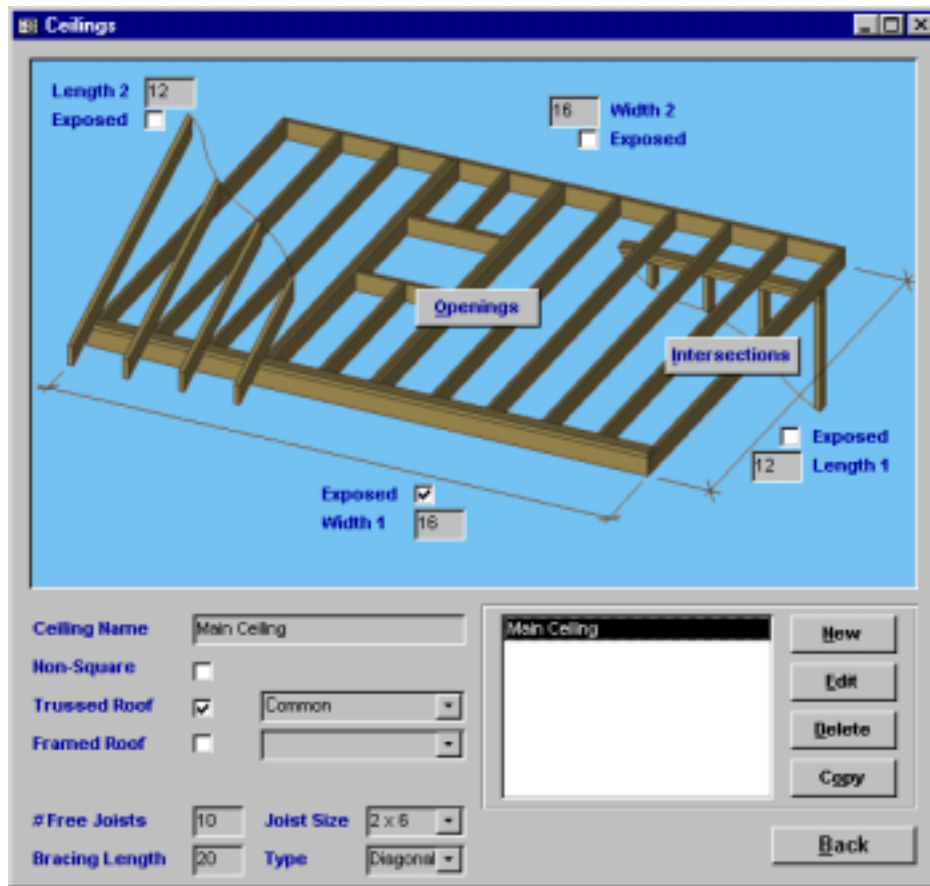 Ceilings
Length 2 12
Exposed
16 Width 2
Exposed
Openings
Intersections
Exposed
12 Length 1
Exposed
Width 1 16
Ceiling Name Main Ceiling
Non-Square
Trussed Roof Common
Framed Roof
# Free Joists 10 Joist Size 2 x 6
Bracing Length 20 Type Diagonal
Main Ceiling
New
Edit
Delete
Copy
Back